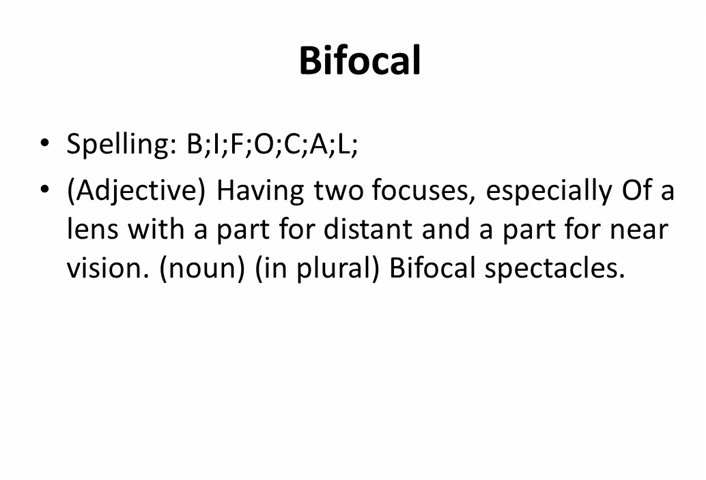 Bifocal
• Spelling: B;I;F;O;C;A;L;
• (Adjective) Having two focuses, especially Of a
lens with a part for distant and a part for near
vision. (noun) (in plural) Bifocal spectacles.